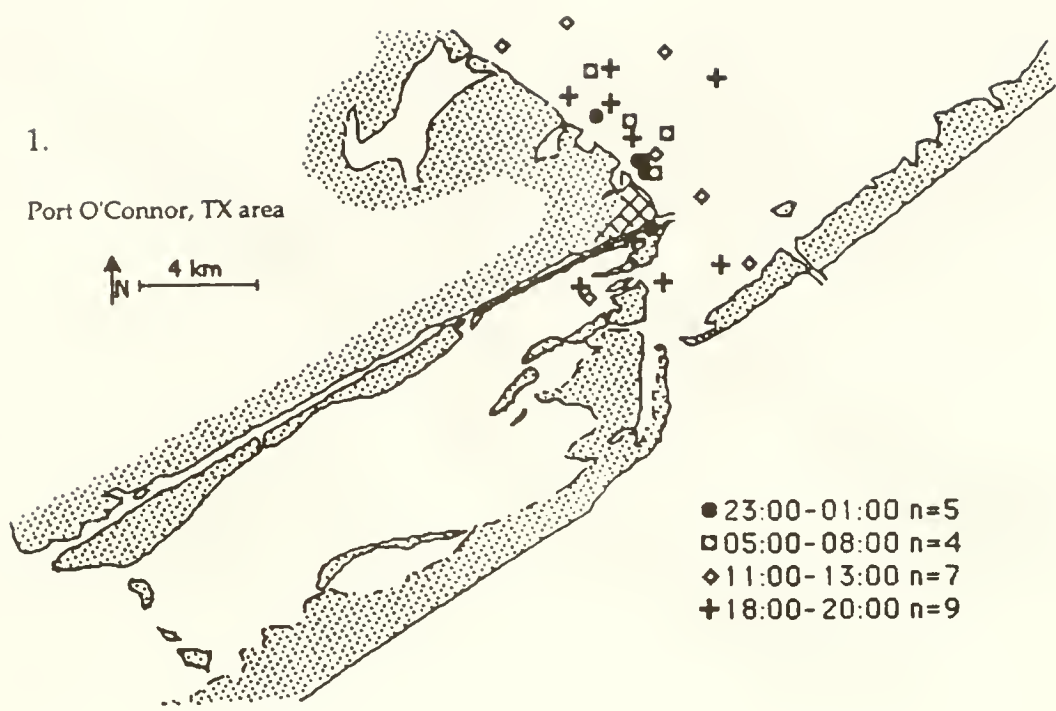 1.
Port O'Connor, TX area
N
4 km
23:00-01:00 n=5
05:00-08:00 n=4
11:00-13:00 n=7
18:00-20:00 n=9